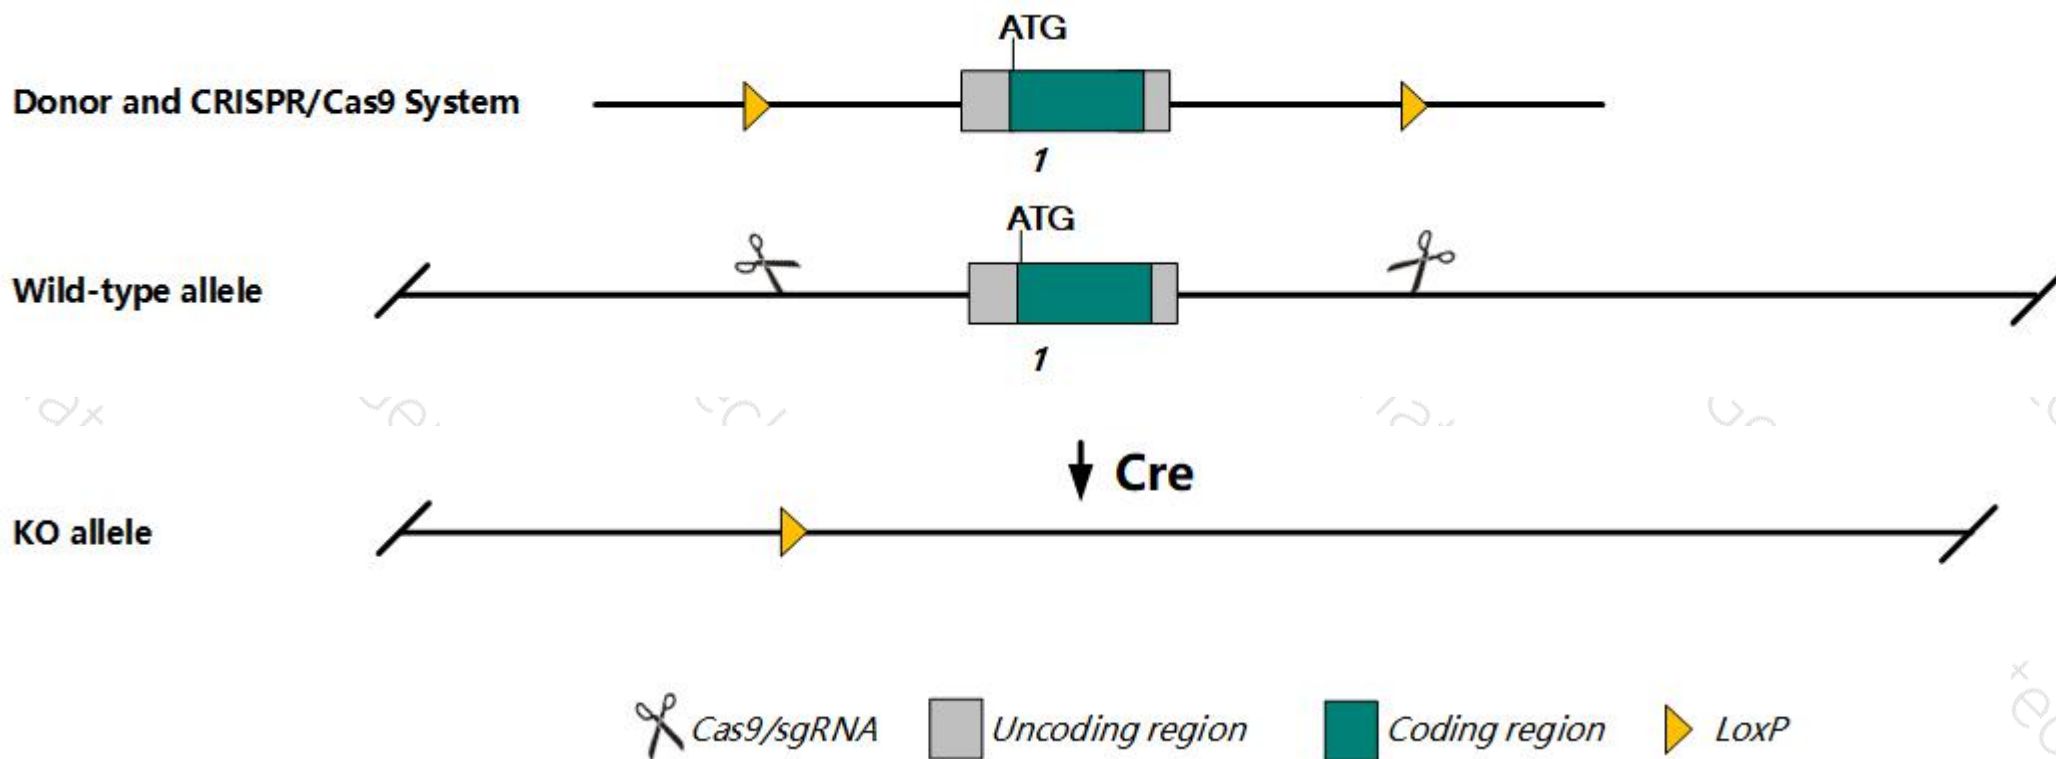 ATG
Donor and CRISPR/Cas9 System
1
ATG
Wild-type allele
1
Cre
KO allele
Cas9/sgRNA
Uncoding region
Coding region
LoxP